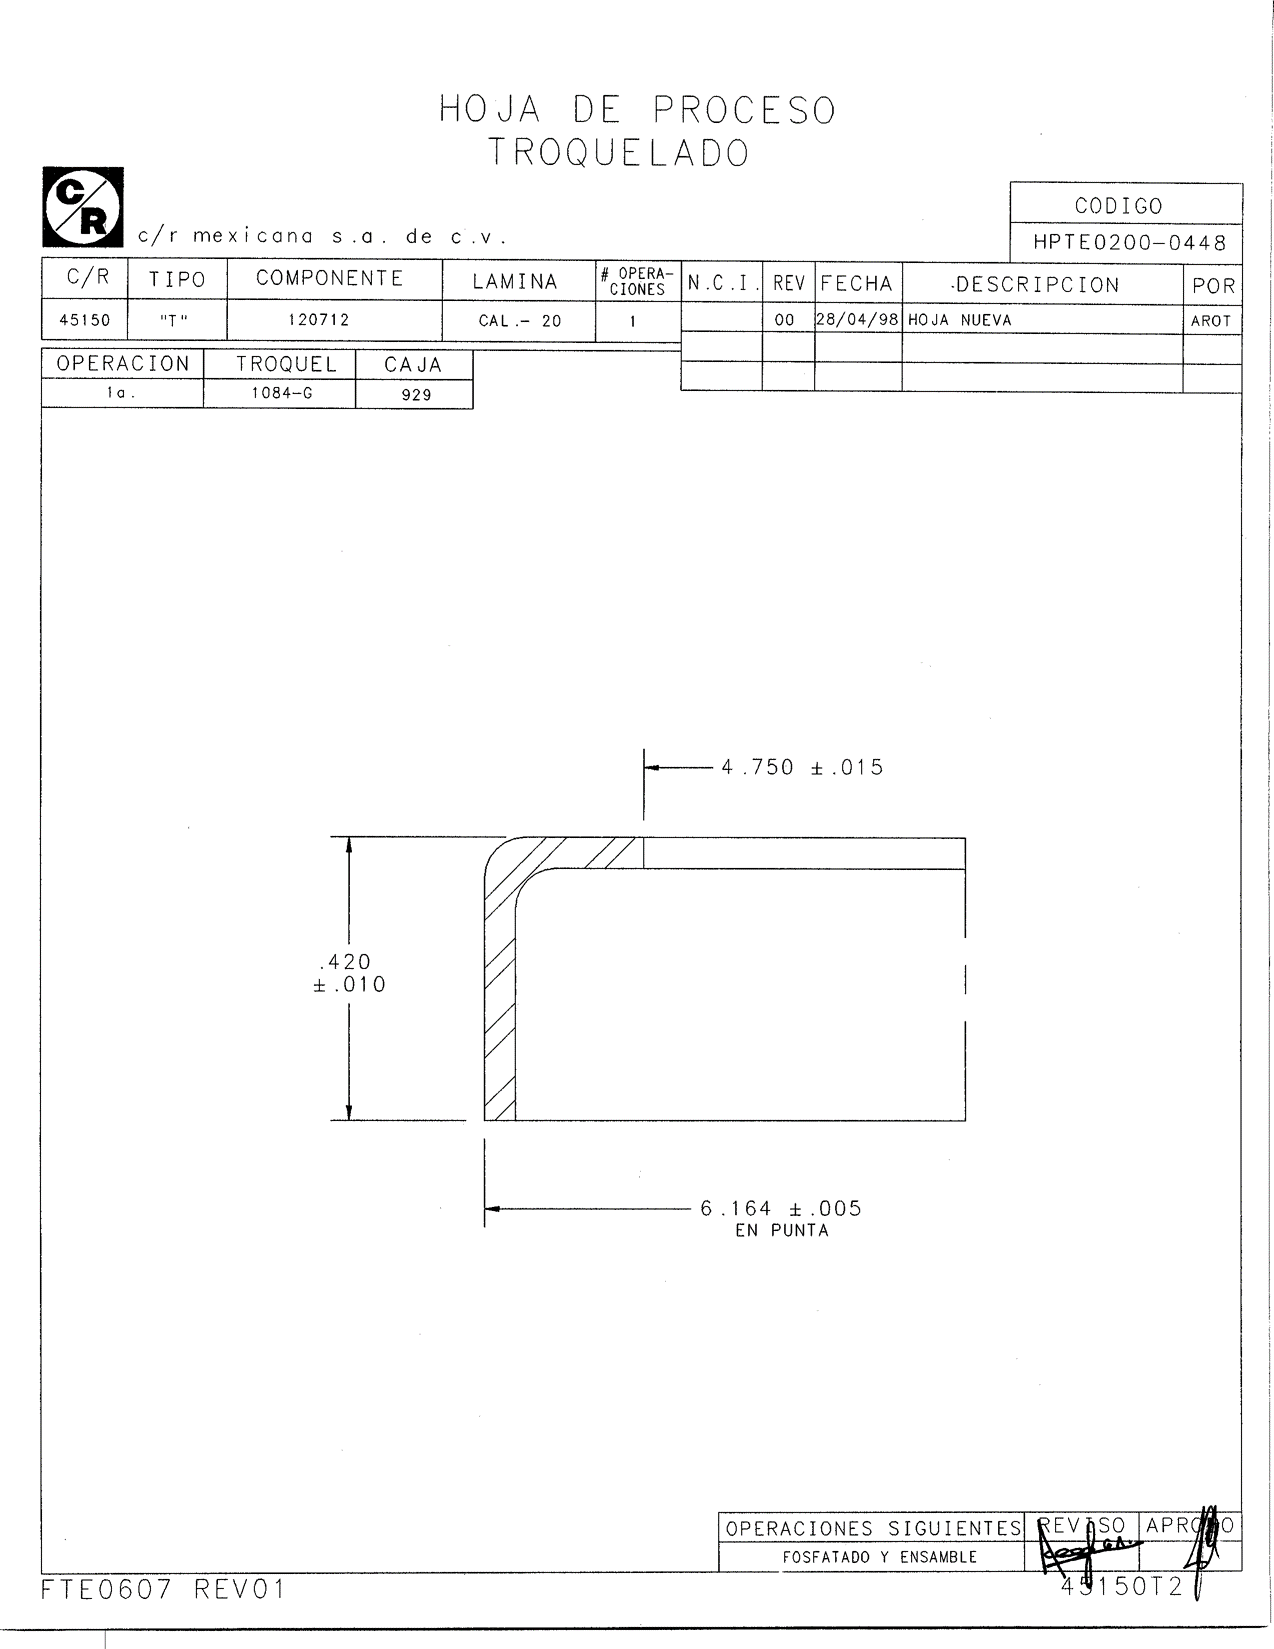 HOJA DE PROCESO
TROQUELADO
C/R
c/r mexicana s.a. de c.v.
CODIGO
HPTE0200-0448
C/R TIPO COMPONENTE LAMINA # OPERA-CIONES N.C.I. REV FECHA DESCRIPCION POR
45150 "T" 120712 CAL.- 20 1 00 28/04/98 HOJA NUEVA AROT
OPERACION TROQUEL CAJA
1a. 1084-G 929
4.750 ±.015
.420
±.010
6.164 ±.005
EN PUNTA
OPERACIONES SIGUIENTES REVISO APROBO
FOSFATADO Y ENSAMBLE
FTE0607 REV01
45150T2